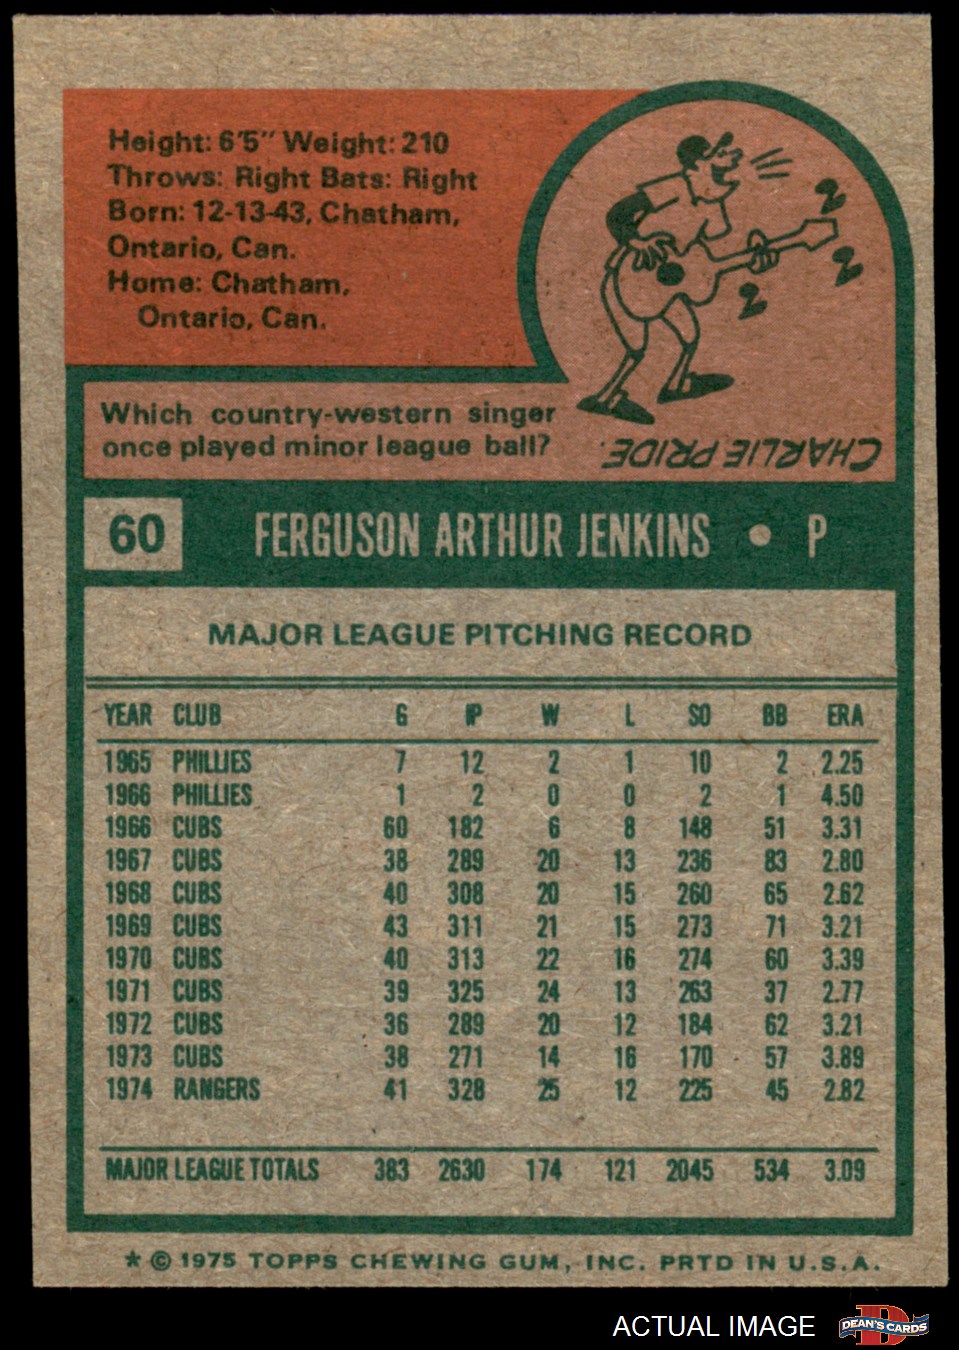 Height: 6'5" Weight: 210
Throws: Right Bats: Right
Born: 12-13-43, Chatham,
Ontario, Can.
Home: Chatham,
Ontario, Can.
Which country-western singer
once played minor league ball?
CHARLIE PRIDE.
60 FERGUSON ARTHUR JENKINS • P
MAJOR LEAGUE PITCHING RECORD
YEAR CLUB G IP W L SO BB ERA
1965 PHILLIES 7 12 2 1 10 2 2.25
1966 PHILLIES 1 2 0 0 2 1 4.50
1966 CUBS 60 182 6 8 148 51 3.31
1967 CUBS 38 289 20 13 236 83 2.80
1968 CUBS 40 308 20 15 260 65 2.62
1969 CUBS 43 311 21 15 273 71 3.21
1970 CUBS 40 313 22 16 274 60 3.39
1971 CUBS 39 325 24 13 263 37 2.77
1972 CUBS 36 289 20 12 184 62 3.21
1973 CUBS 38 271 14 16 170 57 3.89
1974 RANGERS 41 328 25 12 225 45 2.82
MAJOR LEAGUE TOTALS 383 2630 174 121 2045 534 3.09
* © 1975 TOPPS CHEWING GUM, INC. PRTD IN U.S.A.
ACTUAL IMAGE
D
DEAN'S CARDS